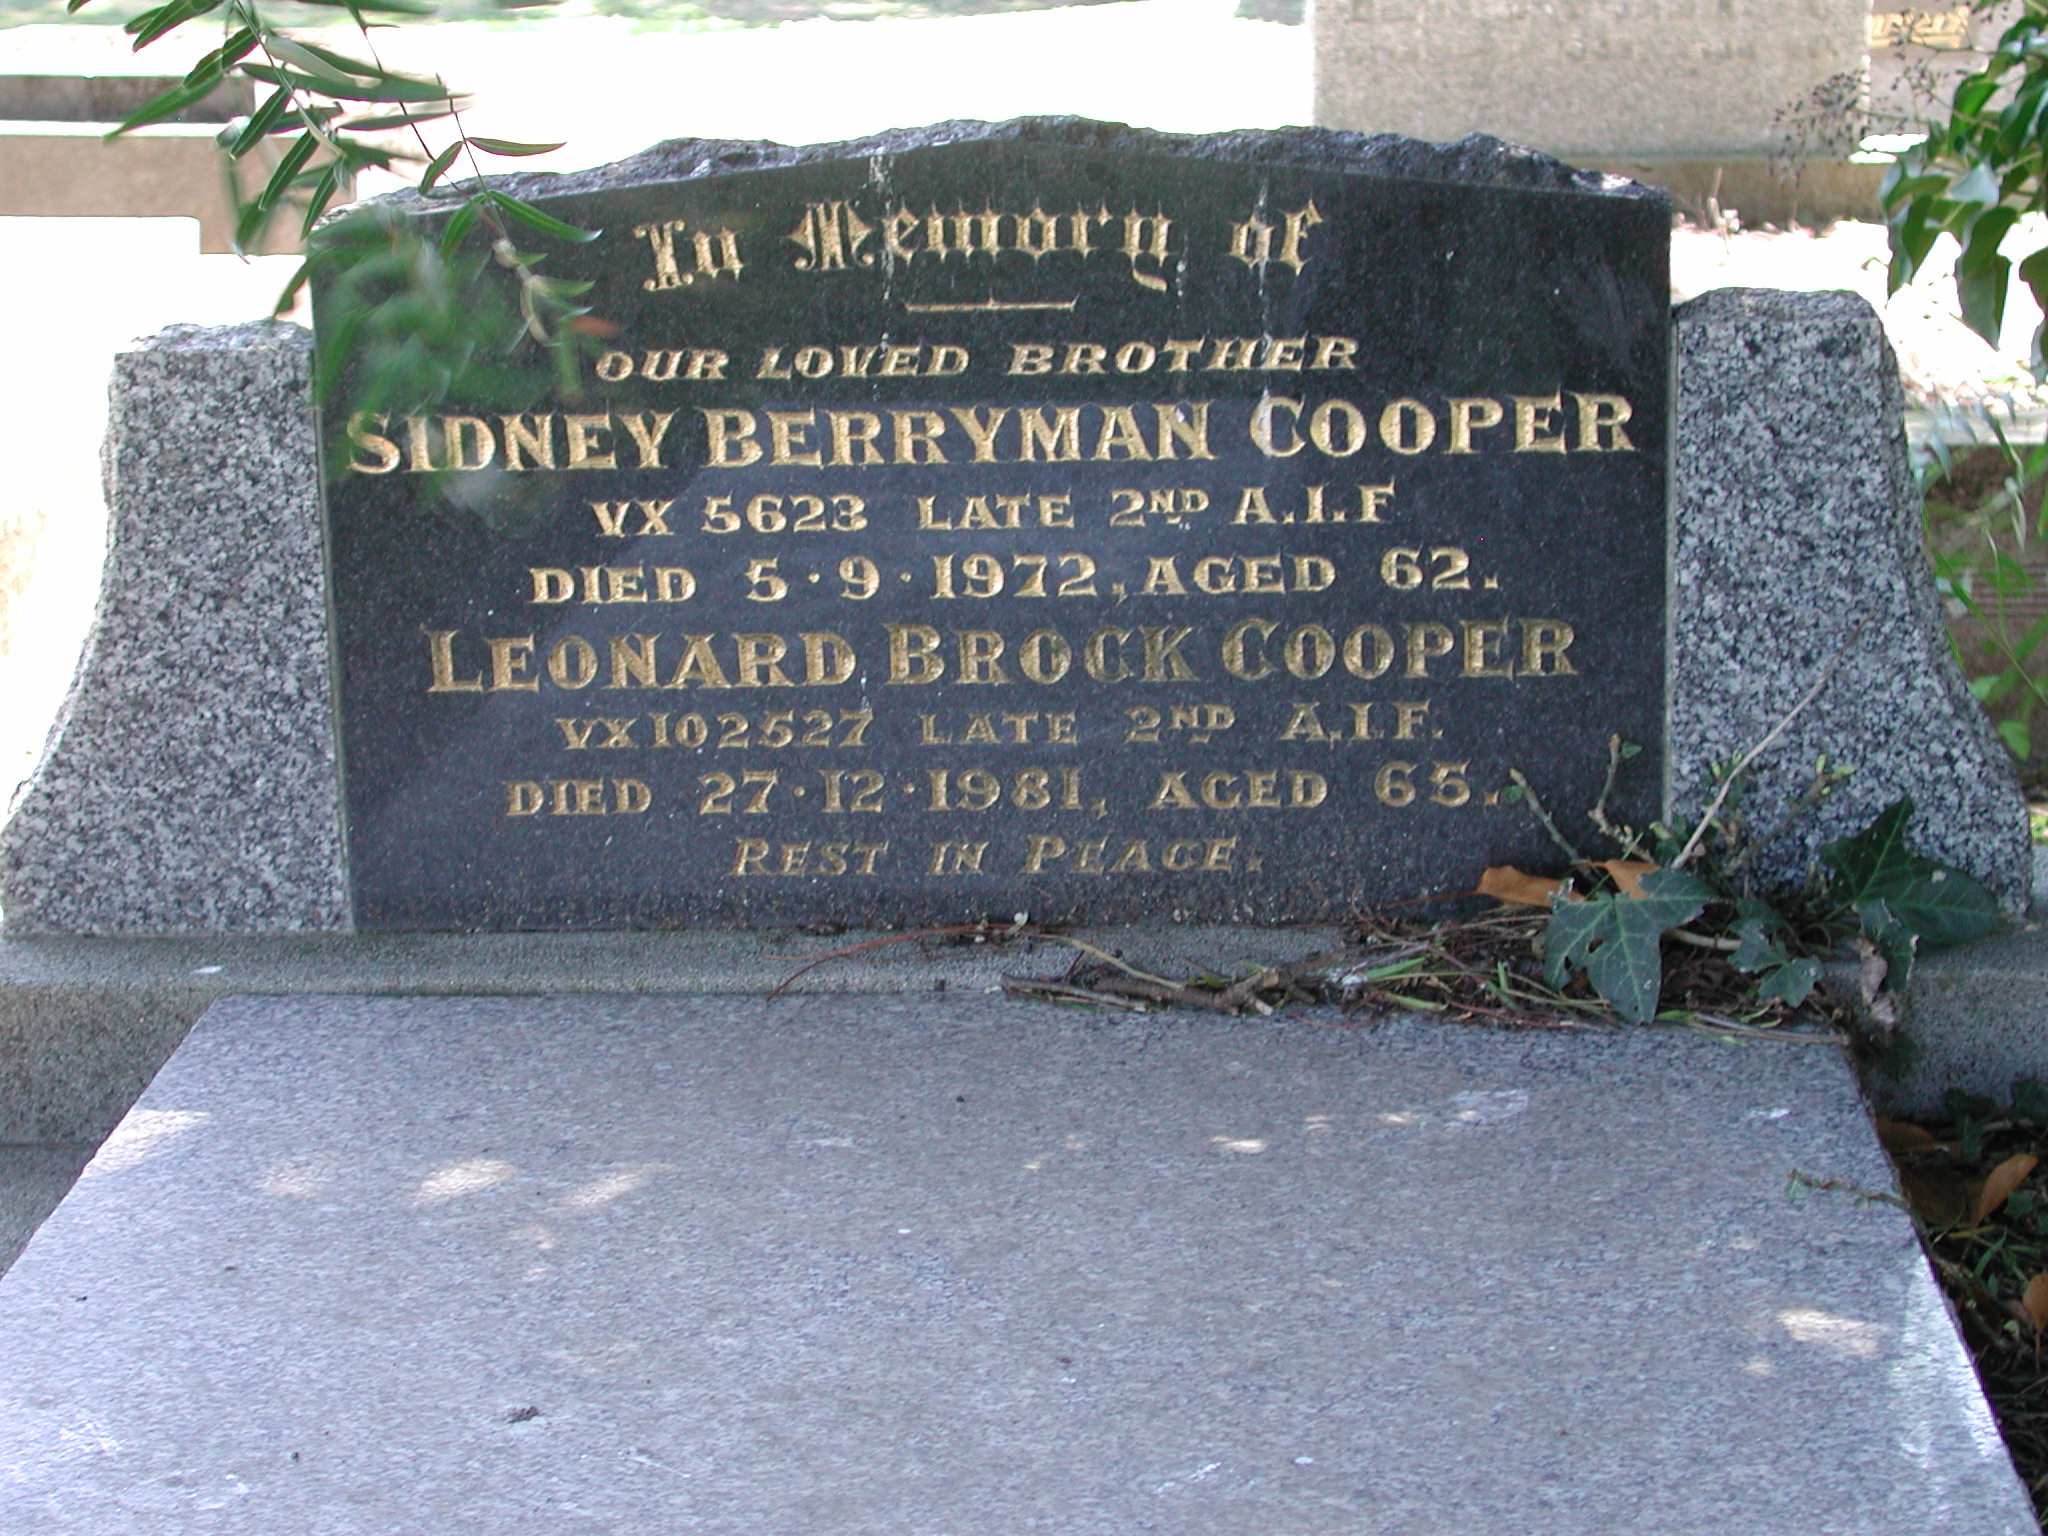 In Memory of
OUR LOVED BROTHER
SIDNEY BERRYMAN COOPER
VX 5623 LATE 2ND A.I.F
DIED 5·9·1972, AGED 62.
LEONARD BROCK COOPER
VX102527 LATE 2ND A.I.F.
DIED 27·12·1981, AGED 65.
REST IN PEACE.